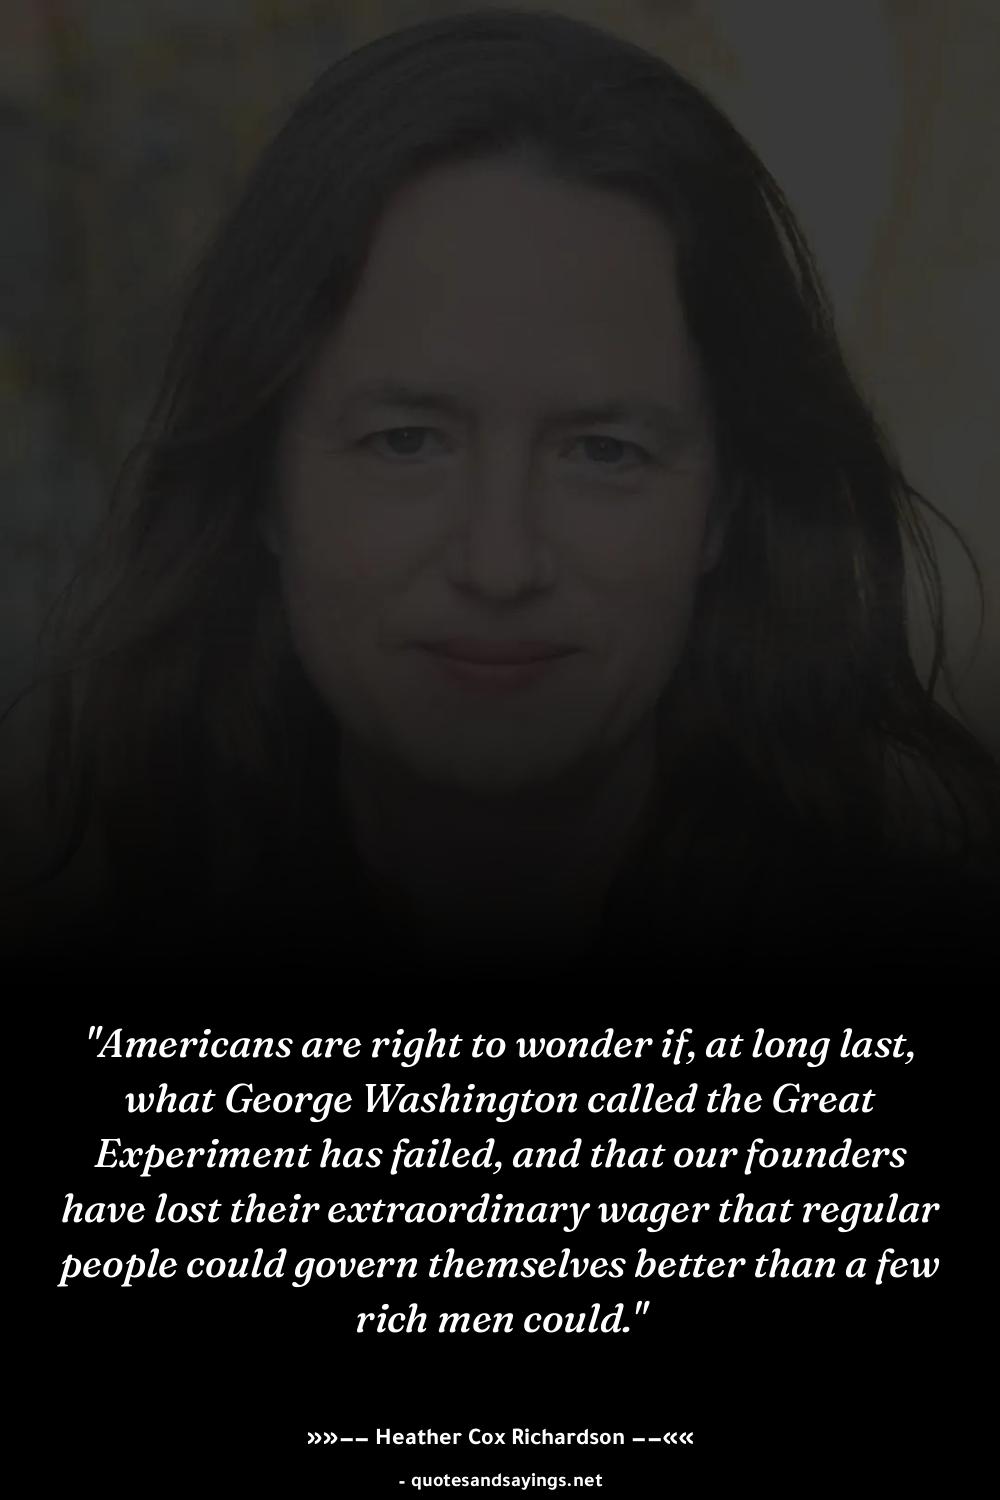 "Americans are right to wonder if, at long last,
what George Washington called the Great
Experiment has failed, and that our founders
have lost their extraordinary wager that regular
people could govern themselves better than a few
rich men could."
»»−− Heather Cox Richardson −−««
- quotesandsayings.net